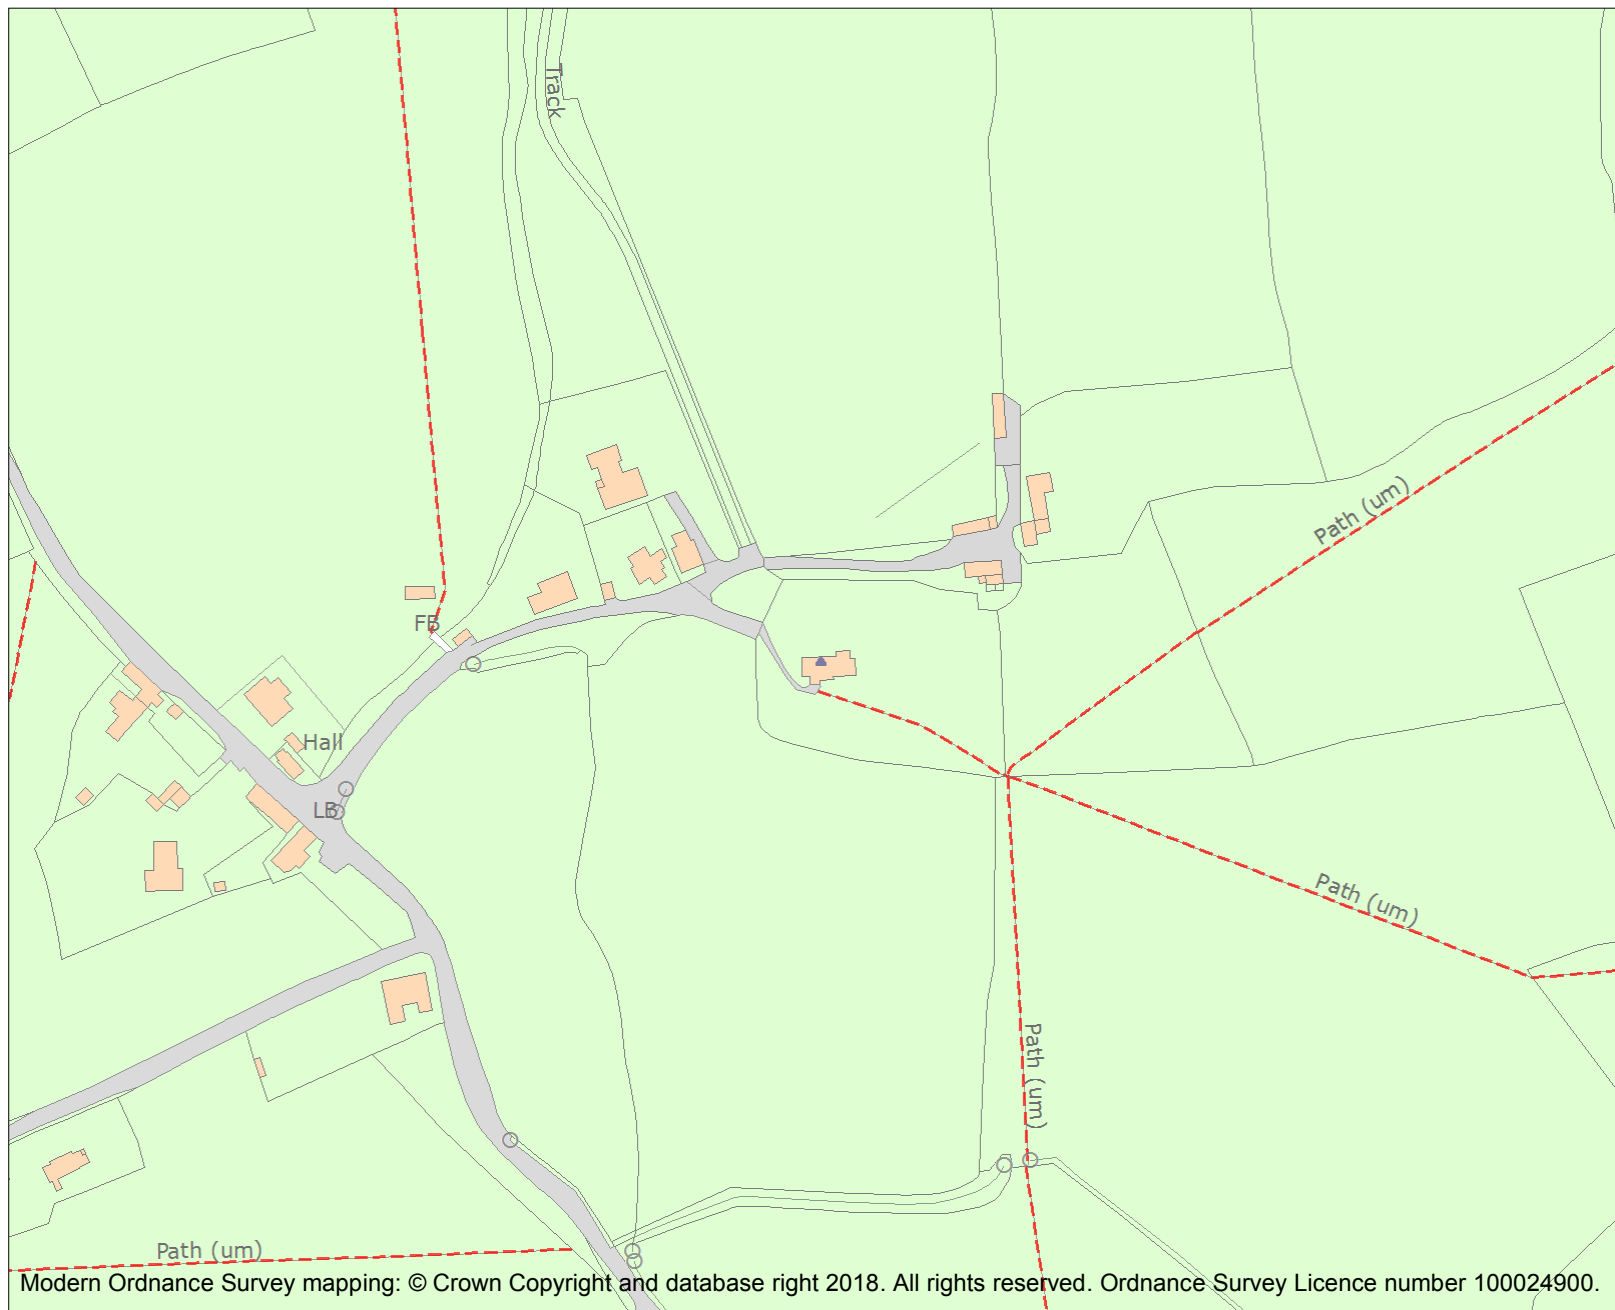 Track
Path (um)
FB
Hall
LB
Path (um)
Path (um)
Path (um)
Modern Ordnance Survey mapping: © Crown Copyright and database right 2018. All rights reserved. Ordnance Survey Licence number 100024900.